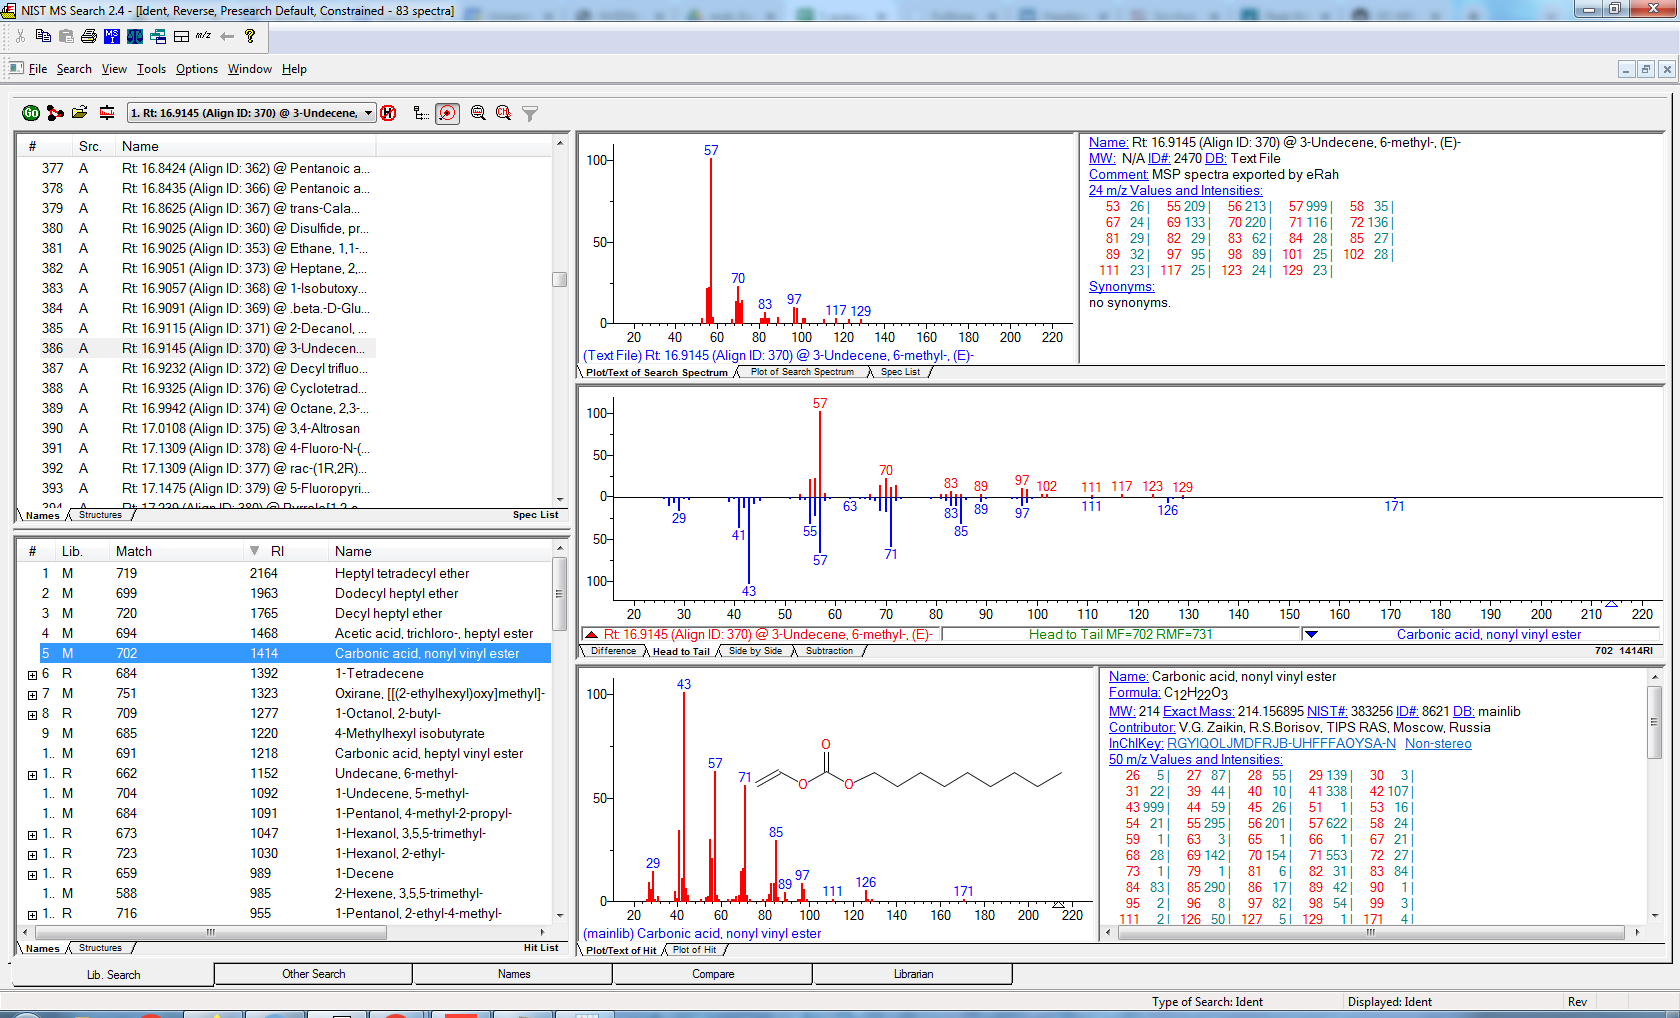 NIST MS Search 2.4 - [Ident, Reverse, Presearch Default, Constrained - 83 spectra]
File Search View Tools Options Window Help
1. Rt: 16.9145 (Align ID: 370) @ 3-Undecene,
# Src. Name
377 A Rt: 16.8424 (Align ID: 362) @ Pentanoic a...
378 A Rt: 16.8435 (Align ID: 366) @ Pentanoic a...
379 A Rt: 16.8625 (Align ID: 367) @ trans-Cala...
380 A Rt: 16.9025 (Align ID: 360) @ Disulfide, pr...
381 A Rt: 16.9025 (Align ID: 353) @ Ethane, 1,1-...
382 A Rt: 16.9051 (Align ID: 373) @ Heptane, 2,...
383 A Rt: 16.9057 (Align ID: 368) @ 1-Isobutoxy...
384 A Rt: 16.9091 (Align ID: 369) @ .beta.-D-Glu...
385 A Rt: 16.9115 (Align ID: 371) @ 2-Decanol, ...
386 A Rt: 16.9145 (Align ID: 370) @ 3-Undecen...
387 A Rt: 16.9232 (Align ID: 372) @ Decyl trifluo...
388 A Rt: 16.9325 (Align ID: 376) @ Cyclotetrad...
389 A Rt: 16.9942 (Align ID: 374) @ Octane, 2,3-...
390 A Rt: 17.0108 (Align ID: 375) @ 3,4-Altrosan
391 A Rt: 17.1309 (Align ID: 378) @ 4-Fluoro-N-(...
392 A Rt: 17.1309 (Align ID: 377) @ rac-(1R,2R)...
393 A Rt: 17.1475 (Align ID: 379) @ 5-Fluoropyri...
Names Structures Spec List
57
100
70
50
83 97 117 129
0
20 40 60 80 100 120 140 160 180 200 220
(Text File) Rt: 16.9145 (Align ID: 370) @ 3-Undecene, 6-methyl-, (E)-
Plot/Text of Search Spectrum Plot of Search Spectrum Spec List
Name: Rt: 16.9145 (Align ID: 370) @ 3-Undecene, 6-methyl-, (E)-
MW: N/A ID#: 2470 DB: Text File
Comment: MSP spectra exported by eRah
24 m/z Values and Intensities:
53 26 | 55 209 | 56 213 | 57 999 | 58 35 |
67 24 | 69 133 | 70 220 | 71 116 | 72 136 |
81 29 | 82 29 | 83 62 | 84 28 | 85 27 |
89 32 | 97 95 | 98 89 | 101 25 | 102 28 |
111 23 | 117 25 | 123 24 | 129 23 |
Synonyms:
no synonyms.
57
100
50
70
83 89 97 102 111 117 123 129
0
29 41 43 55 57 63 71 83 85 89 97 111 126 171
50
100
20 30 40 50 60 70 80 90 100 110 120 130 140 150 160 170 180 190 200 210 220
Rt: 16.9145 (Align ID: 370) @ 3-Undecene, 6-methyl-, (E)- Head to Tail MF=702 RMF=731 Carbonic acid, nonyl vinyl ester
Difference Head to Tail Side by Side Subtraction 702 1414RI
# Lib. Match RI Name
1 M 719 2164 Heptyl tetradecyl ether
2 M 699 1963 Dodecyl heptyl ether
3 M 720 1765 Decyl heptyl ether
4 M 694 1468 Acetic acid, trichloro-, heptyl ester
5 M 702 1414 Carbonic acid, nonyl vinyl ester
6 R 684 1392 1-Tetradecene
7 M 751 1323 Oxirane, [[(2-ethylhexyl)oxy]methyl]-
8 R 709 1277 1-Octanol, 2-butyl-
9 M 685 1220 4-Methylhexyl isobutyrate
1.. M 691 1218 Carbonic acid, heptyl vinyl ester
1.. R 662 1152 Undecane, 6-methyl-
1.. M 704 1092 1-Undecene, 5-methyl-
1.. M 684 1091 1-Pentanol, 4-methyl-2-propyl-
1.. R 673 1047 1-Hexanol, 3,5,5-trimethyl-
1.. R 723 1030 1-Hexanol, 2-ethyl-
1.. R 659 989 1-Decene
1.. M 588 985 2-Hexene, 3,5,5-trimethyl-
1.. R 716 955 1-Pentanol, 2-ethyl-4-methyl-
Names Structures Hit List
43
100
57
71
50
85
29
89 97 111 126 171
0
20 40 60 80 100 120 140 160 180 200 220
O
O O
(mainlib) Carbonic acid, nonyl vinyl ester
Plot/Text of Hit Plot of Hit
Name: Carbonic acid, nonyl vinyl ester
Formula: C12H22O3
MW: 214 Exact Mass: 214.156895 NIST#: 383256 ID#: 8621 DB: mainlib
Contributor: V.G. Zaikin, R.S.Borisov, TIPS RAS, Moscow, Russia
InChIKey: RGYIQOLJMDFRJB-UHFFFAOYSA-N Non-stereo
50 m/z Values and Intensities:
26 5 | 27 87 | 28 55 | 29 139 | 30 3 |
31 22 | 39 44 | 40 10 | 41 338 | 42 107 |
43 999 | 44 59 | 45 26 | 51 1 | 53 16 |
54 21 | 55 295 | 56 201 | 57 622 | 58 24 |
59 1 | 63 3 | 65 1 | 66 1 | 67 21 |
68 28 | 69 142 | 70 154 | 71 553 | 72 27 |
73 1 | 79 1 | 81 6 | 82 31 | 83 84 |
84 83 | 85 290 | 86 17 | 89 42 | 90 1 |
95 2 | 96 8 | 97 82 | 98 54 | 99 3 |
111 2 | 126 50 | 127 5 | 129 1 | 171 4 |
Lib. Search Other Search Names Compare Librarian
Type of Search: Ident Displayed: Ident Rev